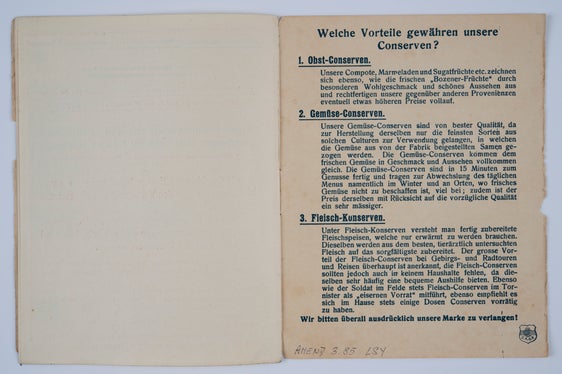 Welche Vorteile gewähren unsere
Conserven?
1. Obst-Conserven.
Unsere Compote, Marmeladen und Sugatfrüchte etc. zeichnen
sich ebenso, wie die frischen „Bozener-Früchte“ durch
besonderen Wohlgeschmack und schönes Aussehen aus
und rechtfertigen unsere gegenüber anderen Provenienzen
eventuell etwas höheren Preise vollauf.
2. Gemüse-Conserven.
Unsere Gemüse-Conserven sind von bester Qualität, da
zur Herstellung derselben nur die feinsten Sorten aus
solchen Culturen zur Verwendung gelangen, in welchen
die Gemüse aus von der Fabrik beigestellten Samen ge-
zogen werden. Die Gemüse-Conserven kommen dem
frischen Gemüse in Geschmack und Aussehen vollkommen
gleich. Die Gemüse-Conserven sind in 15 Minuten zum
Genusse fertig und tragen zur Abwechslung des täglichen
Menus namentlich im Winter und an Orten, wo frisches
Gemüse nicht zu beschaffen ist, viel bei; zudem ist der
Preis derselben mit Rücksicht auf die vorzügliche Qualität
ein sehr mässiger.
3. Fleisch-Konserven.
Unter Fleisch-Konserven versteht man fertig zubereitete
Fleischspeisen, welche nur erwärmt zu werden brauchen.
Dieselben werden aus dem besten, tierärztlich untersuchten
Fleisch auf das sorgfältigste zubereitet. Der grosse Vor-
teil der Fleisch-Conserven bei Gebirgs- und Radtouren
und Reisen überhaupt ist anerkannt, die Fleisch-Conserven
sollten jedoch auch in keinem Haushalte fehlen, da die-
selben sehr häufig eine bequeme Aushilfe bieten. Ebenso
wie der Soldat im Felde stets Fleisch-Conserven im Tor-
nister als „eisernen Vorrat“ mitführt, ebenso empfiehlt es
sich im Hause stets einige Dosen Conserven vorrätig
zu haben.
Wir bitten überall ausdrücklich unsere Marke zu verlangen!